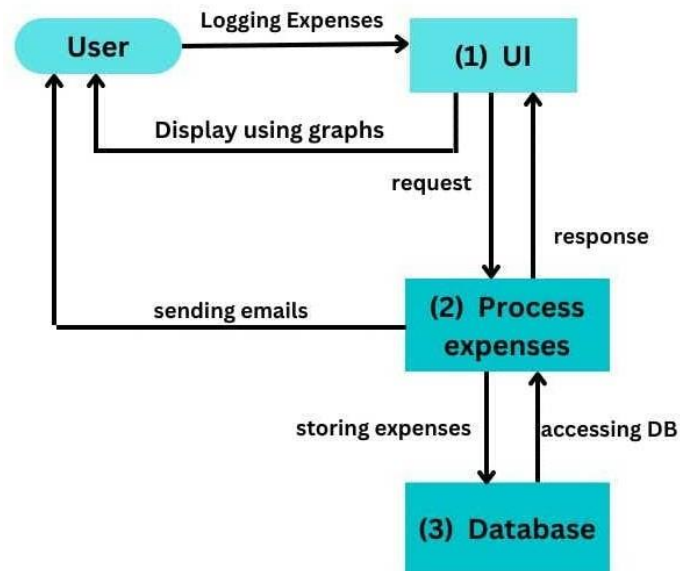 Logging Expenses
User
(1) UI
Display using graphs
request
response
(2) Process
expenses
sending emails
storing expenses
accessing DB
(3) Database